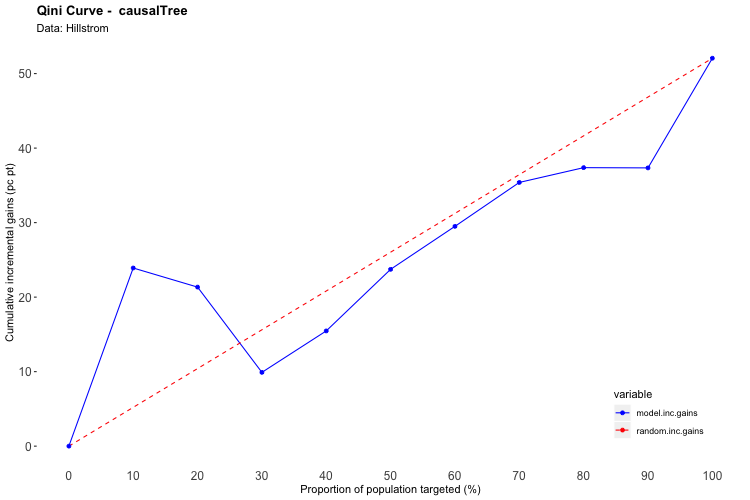 Qini Curve -  causalTree
Data: Hillstrom
Cumulative incremental gains (pc pt)
50
40
30
20
10
0
variable
model.inc.gains
random.inc.gains
0 10 20 30 40 50 60 70 80 90 100
Proportion of population targeted (%)